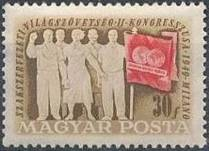 SZAKSZERVEZETI VILÁGSZÖVETSÉG II. KONGRESSZUSA 1949 MILANO
30f
MAGYAR POSTA